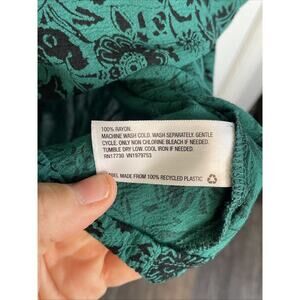 100% RAYON.
MACHINE WASH COLD. WASH SEPARATELY. GENTLE
CYCLE. ONLY NON CHLORINE BLEACH IF NEEDED.
TUMBLE DRY LOW. COOL IRON IF NEEDED.
RN17730 VN1979753
LABEL MADE FROM 100% RECYCLED PLASTIC